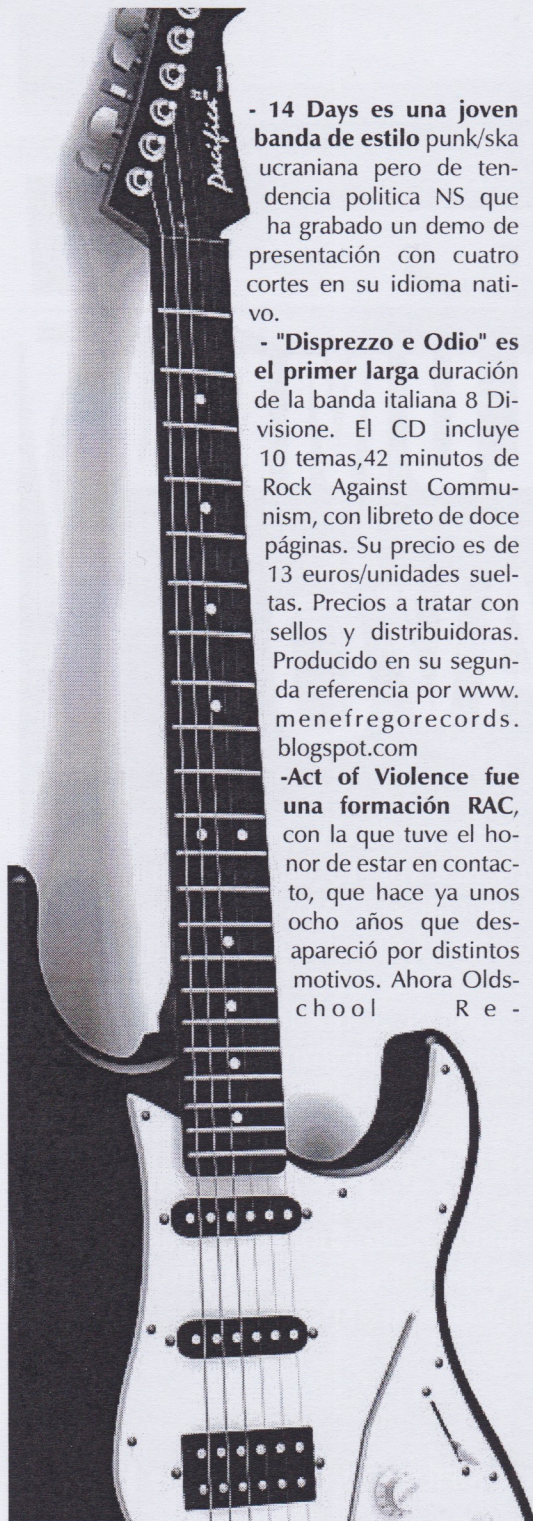 Pacifica
- 14 Days es una joven
banda de estilo punk/ska
ucraniana pero de ten-
dencia politica NS que
ha grabado un demo de
presentación con cuatro
cortes en su idioma nati-
vo.
- "Disprezzo e Odio" es
el primer larga duración
de la banda italiana 8 Di-
visione. El CD incluye
10 temas,42 minutos de
Rock Against Commu-
nism, con libreto de doce
páginas. Su precio es de
13 euros/unidades suel-
tas. Precios a tratar con
sellos y distribuidoras.
Producido en su segun-
da referencia por www.
menefregorecords.
blogspot.com
-Act of Violence fue
una formación RAC,
con la que tuve el ho-
nor de estar en contac-
to, que hace ya unos
ocho años que des-
apareció por distintos
motivos. Ahora Olds-
chool Re-